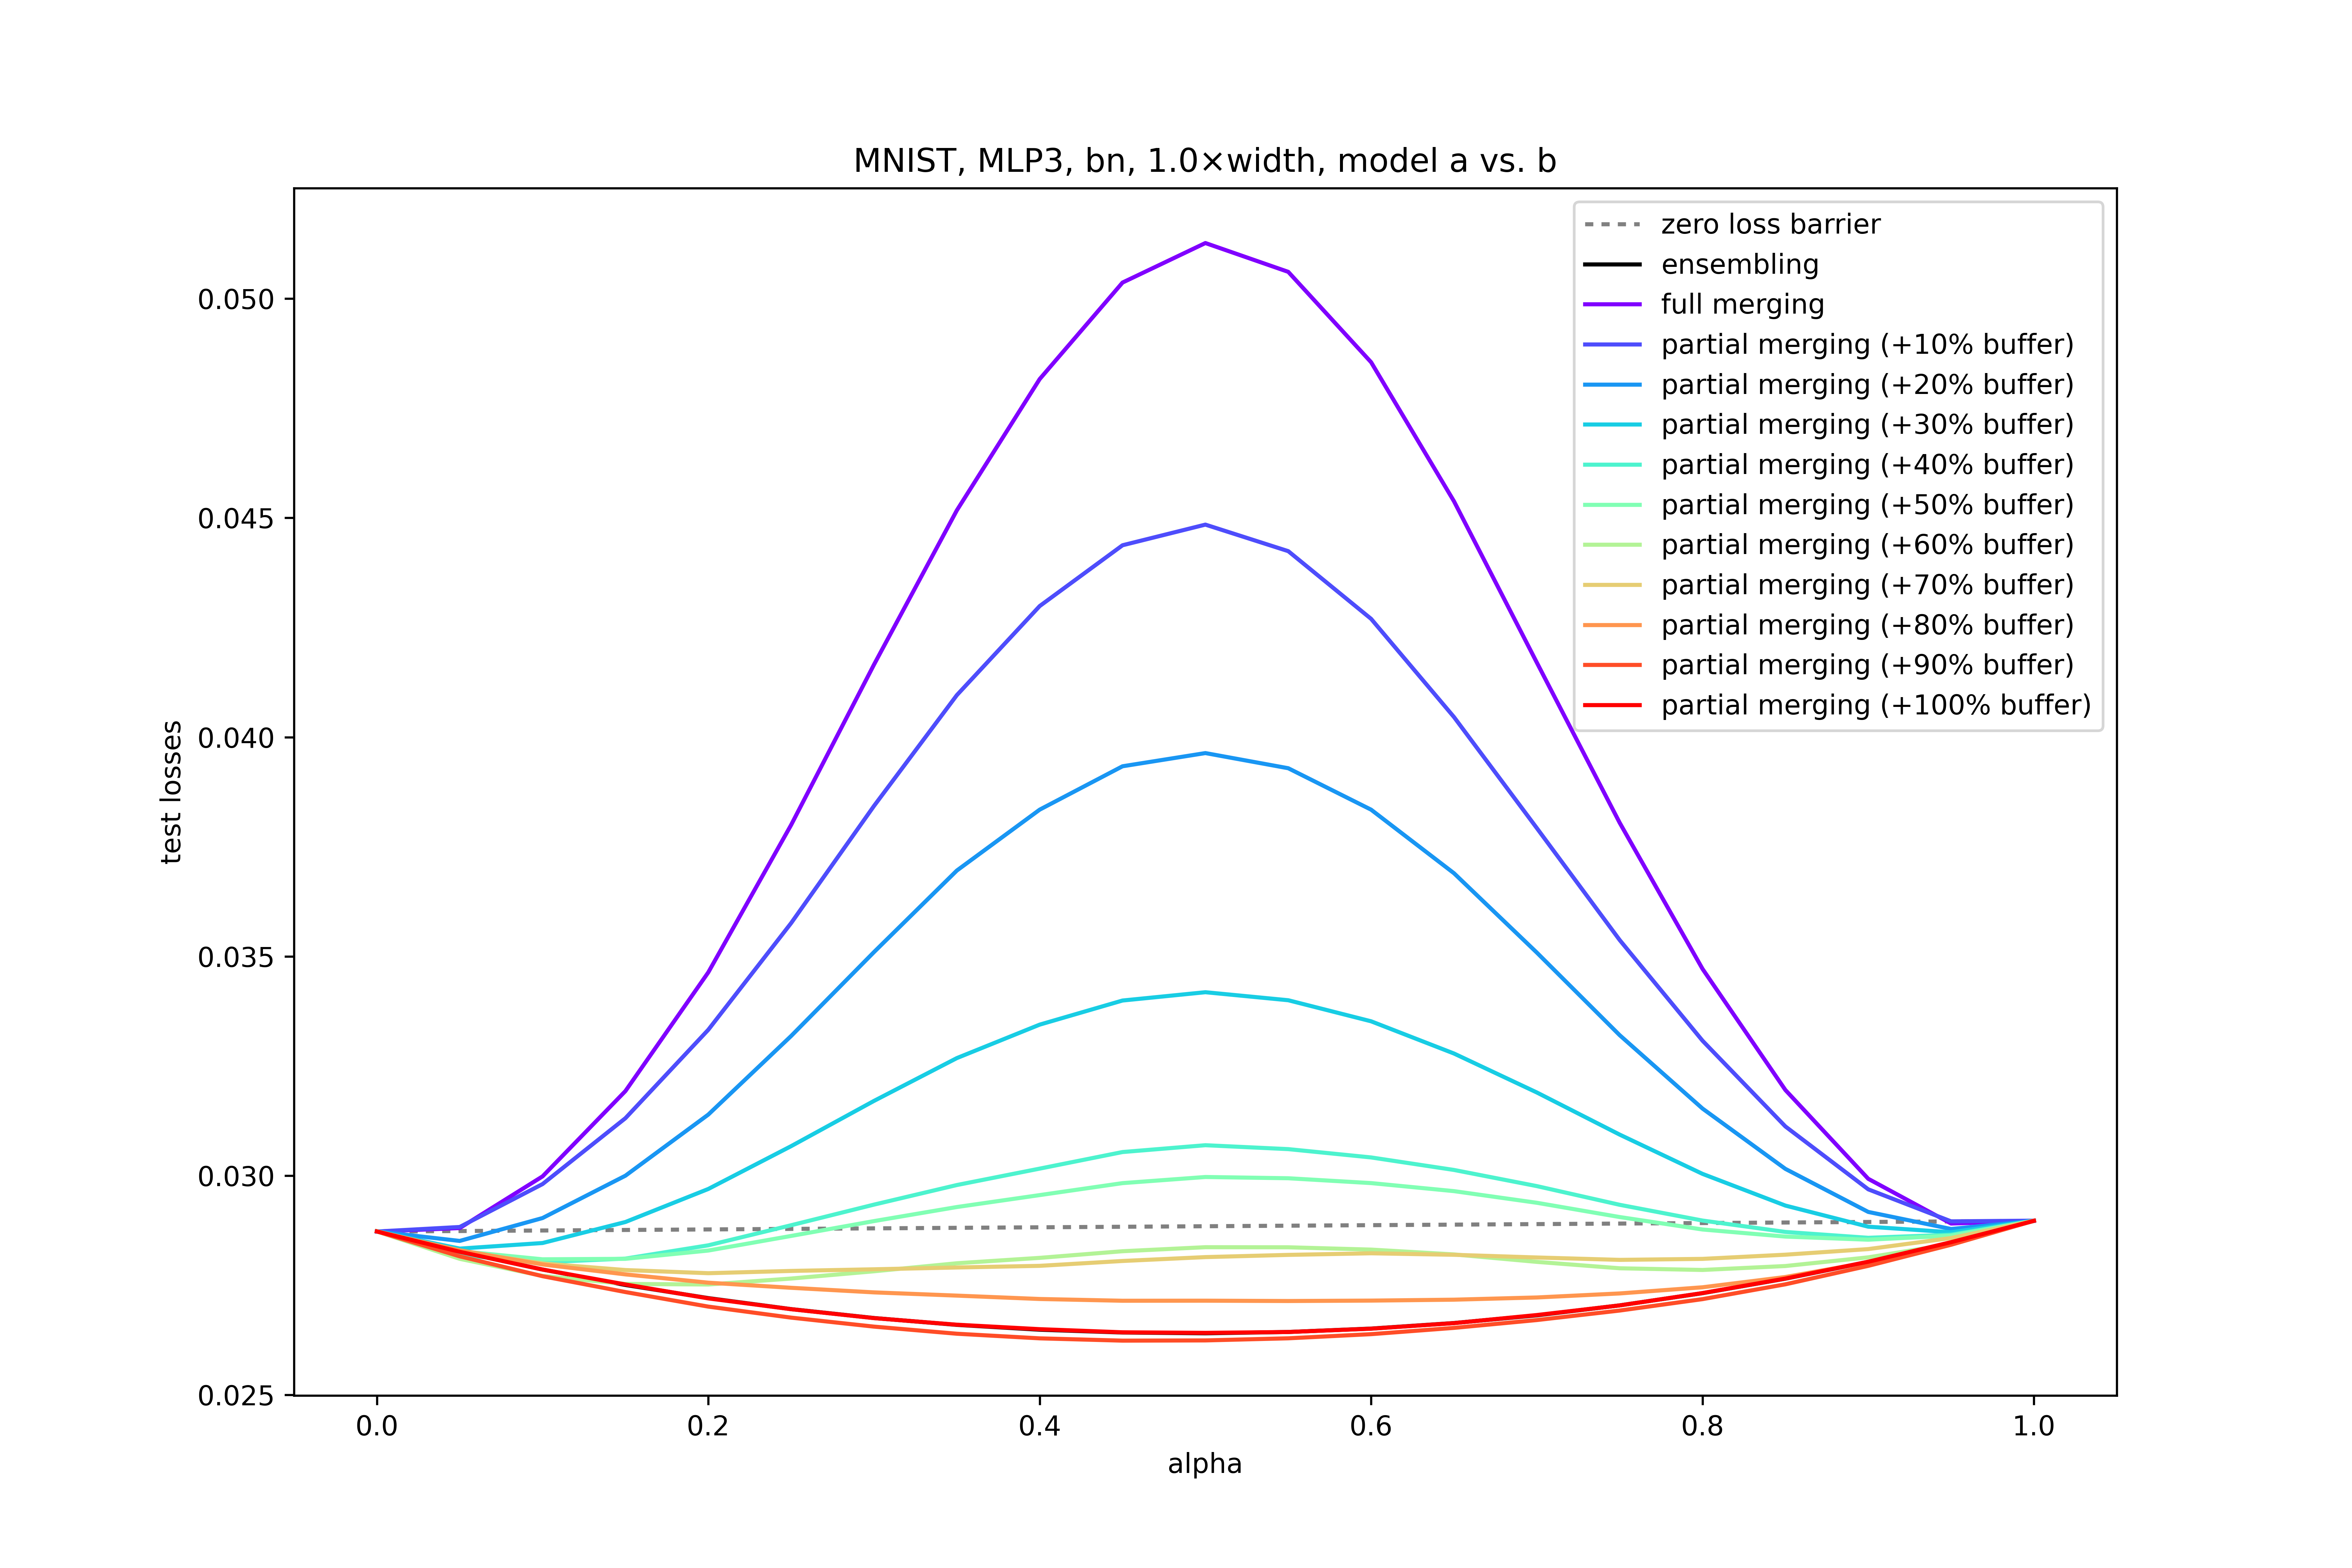 MNIST, MLP3, bn, 1.0×width, model a vs. b
zero loss barrier
ensembling
full merging
partial merging (+10% buffer)
partial merging (+20% buffer)
partial merging (+30% buffer)
partial merging (+40% buffer)
partial merging (+50% buffer)
partial merging (+60% buffer)
partial merging (+70% buffer)
partial merging (+80% buffer)
partial merging (+90% buffer)
partial merging (+100% buffer)
test losses
0.050
0.045
0.040
0.035
0.030
0.025
0.0 0.2 0.4 0.6 0.8 1.0
alpha